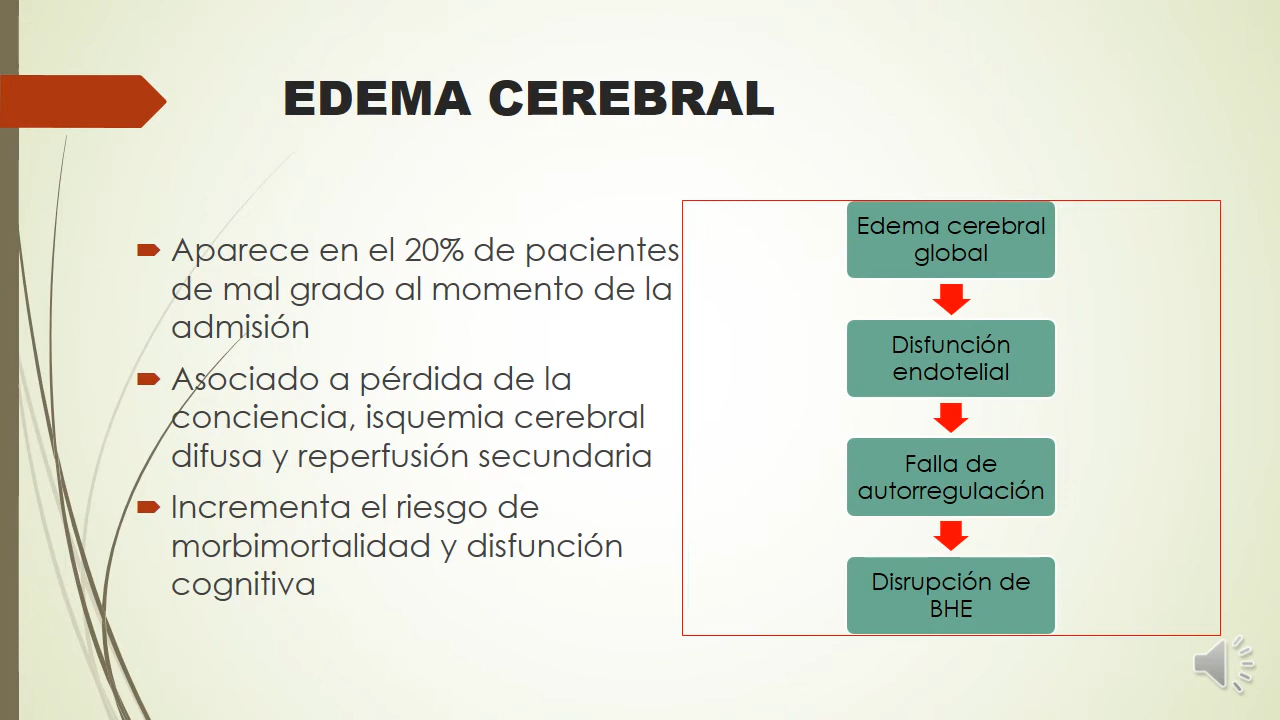 EDEMA CEREBRAL
Aparece en el 20% de pacientes
de mal grado al momento de la
admisión
Asociado a pérdida de la
conciencia, isquemia cerebral
difusa y reperfusión secundaria
Incrementa el riesgo de
morbimortalidad y disfunción
cognitiva
Edema cerebral
global
Disfunción
endotelial
Falla de
autorregulación
Disrupción de
BHE